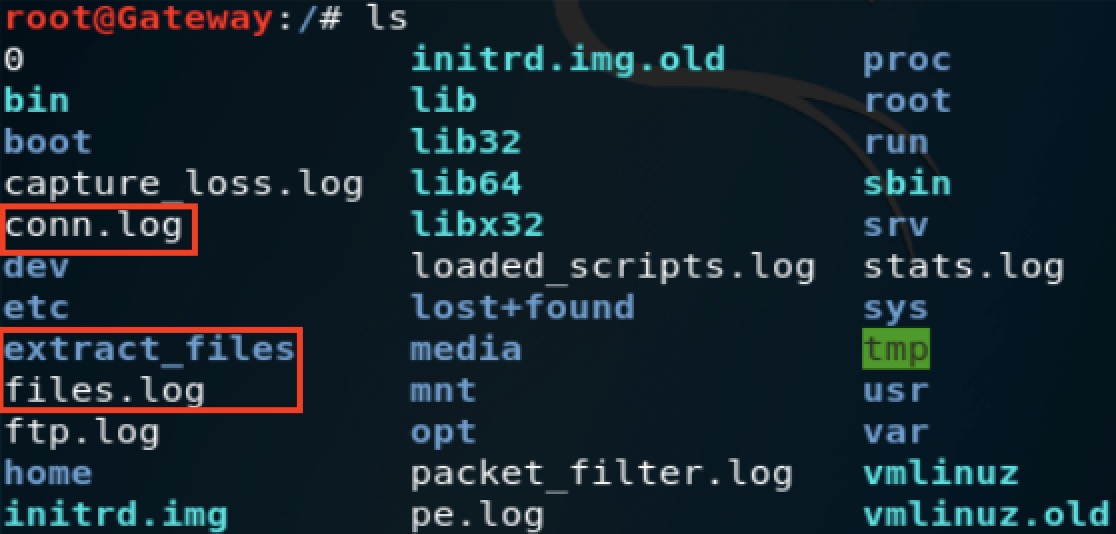 root@Gateway:/# ls
0 initrd.img.old proc
bin lib root
boot lib32 run
capture_loss.log lib64 sbin
conn.log libx32 srv
dev loaded_scripts.log stats.log
etc lost+found sys
extract_files media tmp
files.log mnt usr
ftp.log opt var
home packet_filter.log vmlinuz
initrd.img pe.log vmlinuz.old